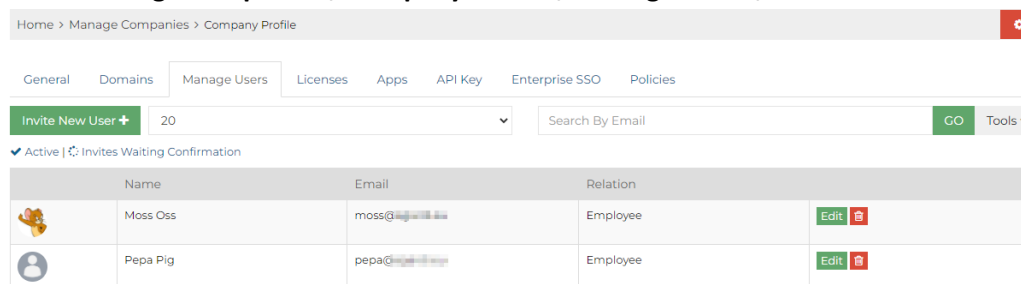 Home > Manage Companies > Company Profile
General Domains Manage Users Licenses Apps API Key Enterprise SSO Policies
Invite New User + 20 Search By Email GO Tools
Active | Invites Waiting Confirmation
Name Email Relation
Moss Oss moss@ Employee Edit
Pepa Pig pepa@ Employee Edit